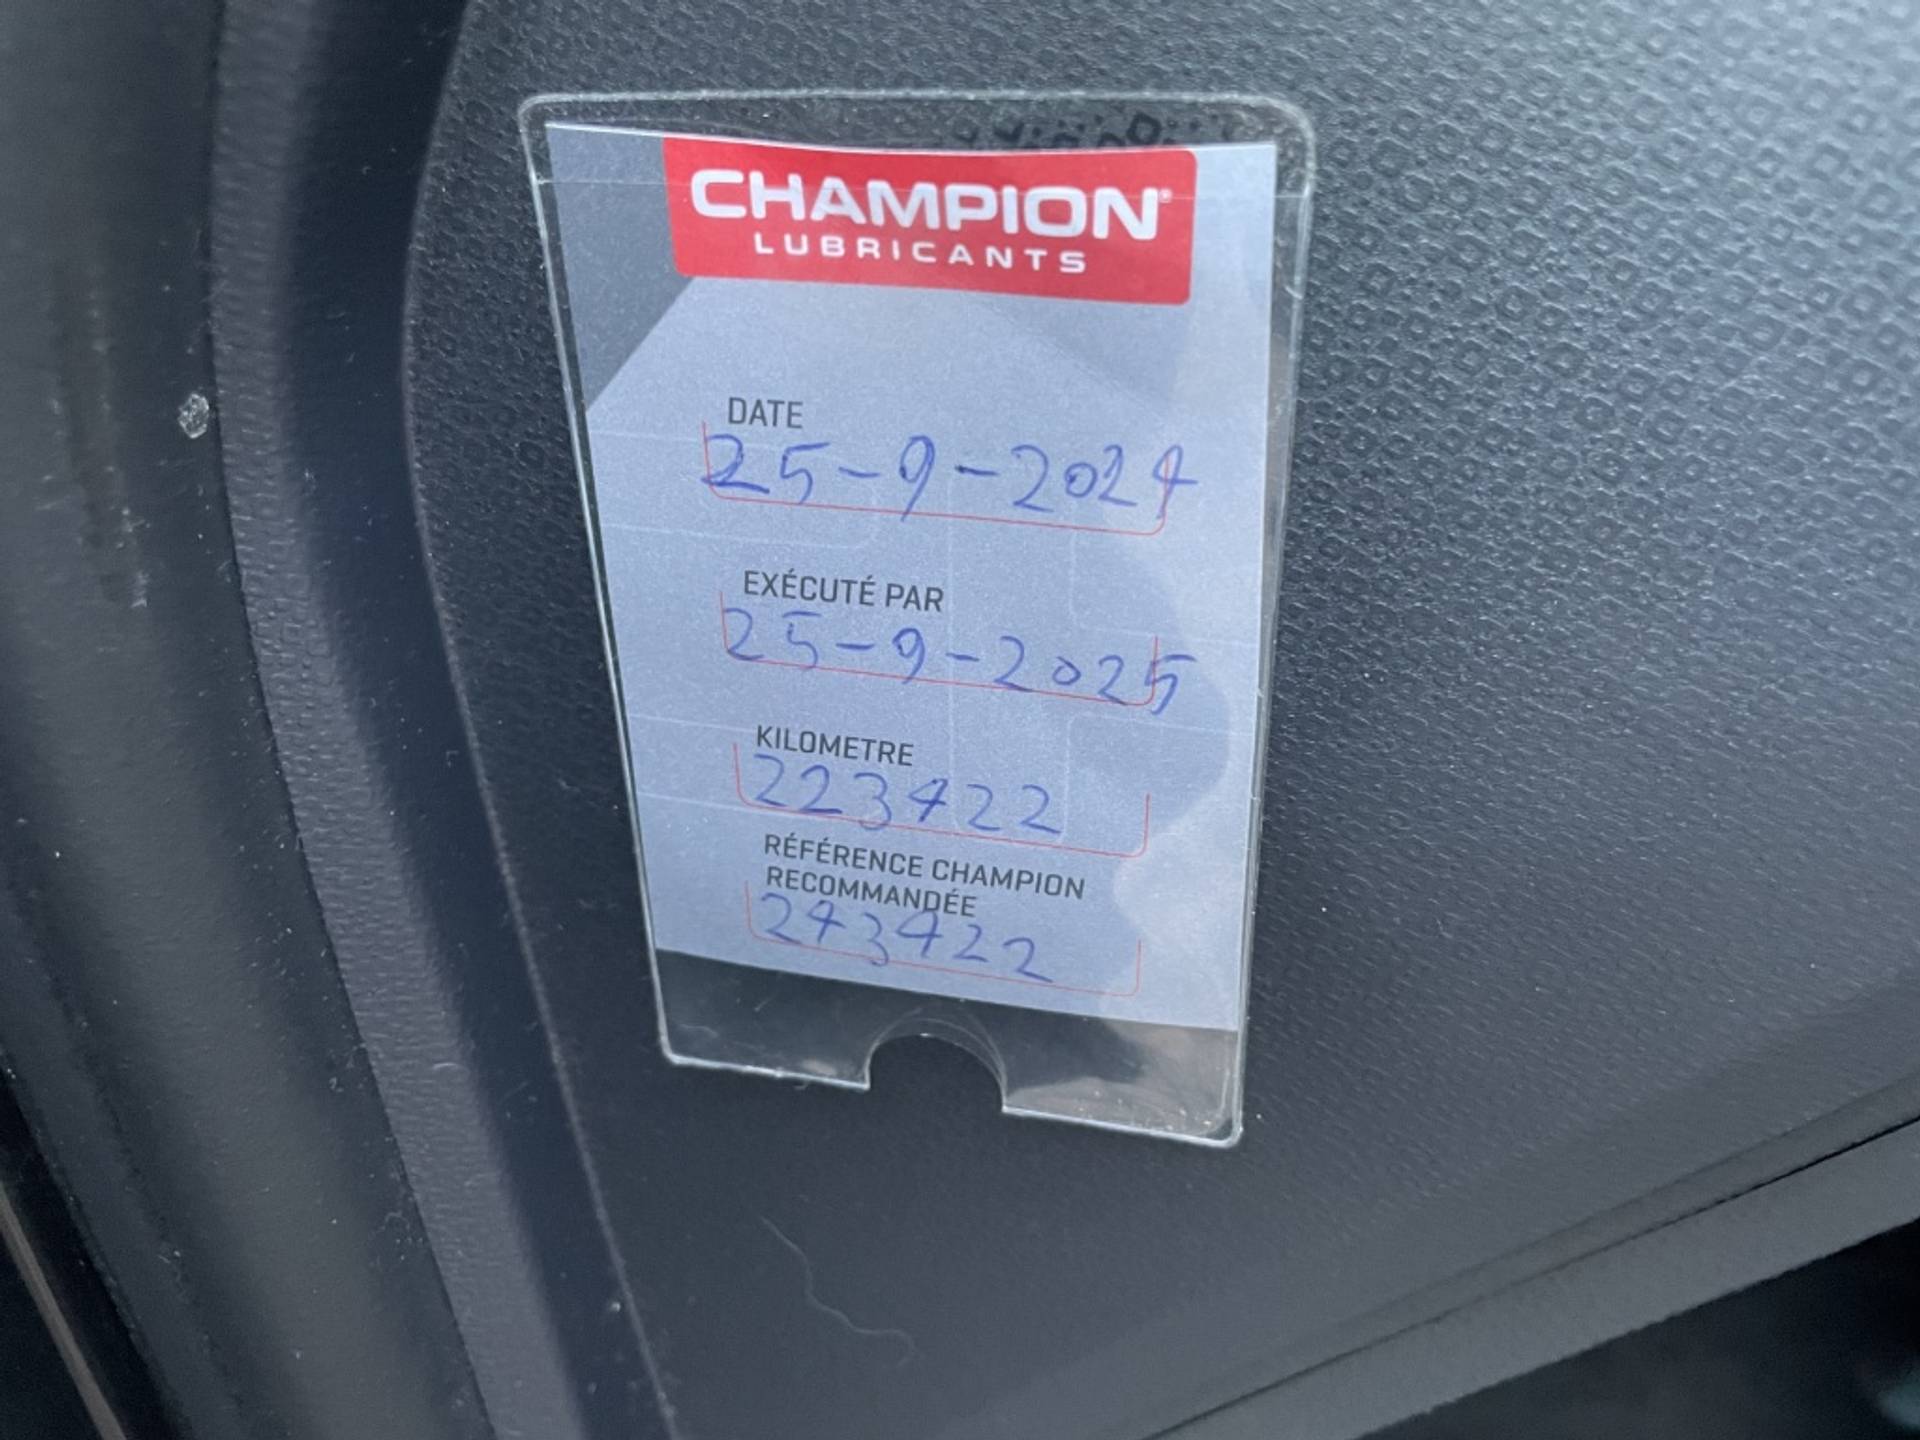 CHAMPION®
LUBRICANTS
DATE
25-9-2024
EXÉCUTÉ PAR
25-9-2025
KILOMETRE
223422
RÉFÉRENCE CHAMPION
RECOMMANDÉE
243422